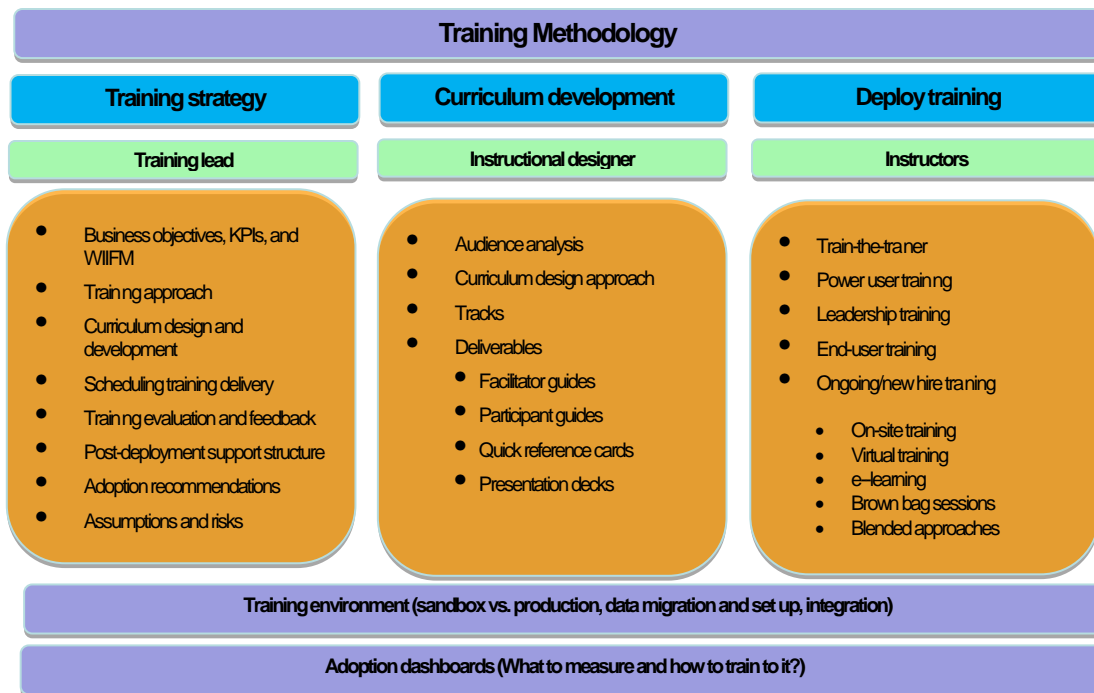 Training Methodology
Training strategy
Training lead
• Business objectives, KPIs, and
WIIFM
• Training approach
• Curriculum design and
development
• Scheduling training delivery
• Training evaluation and feedback
• Post-deployment support structure
• Adoption recommendations
• Assumptions and risks
Curriculum development
Instructional designer
• Audience analysis
• Curriculum design approach
• Tracks
• Deliverables
• Facilitator guides
• Participant guides
• Quick reference cards
• Presentation decks
Deploy training
Instructors
• Train-the-traner
• Power user training
• Leadership training
• End-user training
• Ongoing/new hire traning
• On-site training
• Virtual training
• e–learning
• Brown bag sessions
• Blended approaches
Training environment (sandbox vs. production, data migration and set up, integration)
Adoption dashboards (What to measure and how to train to it?)